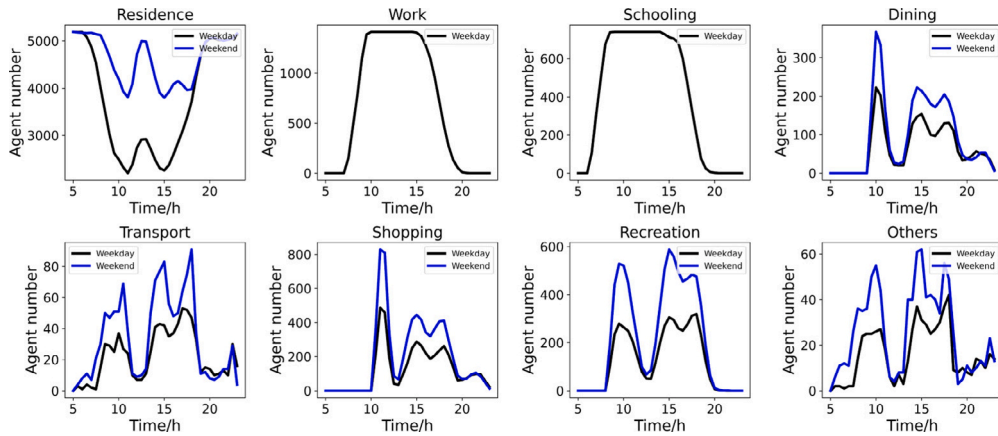 Residence
Work
Schooling
Dining
Agent number
5000
4000
3000
Weekday
Weekend
5
10
15
20
Time/h
Agent number
1000
500
0
Weekday
5
10
15
20
Time/h
Agent number
600
400
200
0
Weekday
5
10
15
20
Time/h
Agent number
300
200
100
0
Weekday
Weekend
5
10
15
20
Time/h
Transport
Shopping
Recreation
Others
Agent number
80
60
40
20
0
Weekday
Weekend
5
10
15
20
Time/h
Agent number
800
600
400
200
0
Weekday
Weekend
5
10
15
20
Time/h
Agent number
600
400
200
0
Weekday
Weekend
5
10
15
20
Time/h
Agent number
60
40
20
0
Weekday
Weekend
5
10
15
20
Time/h